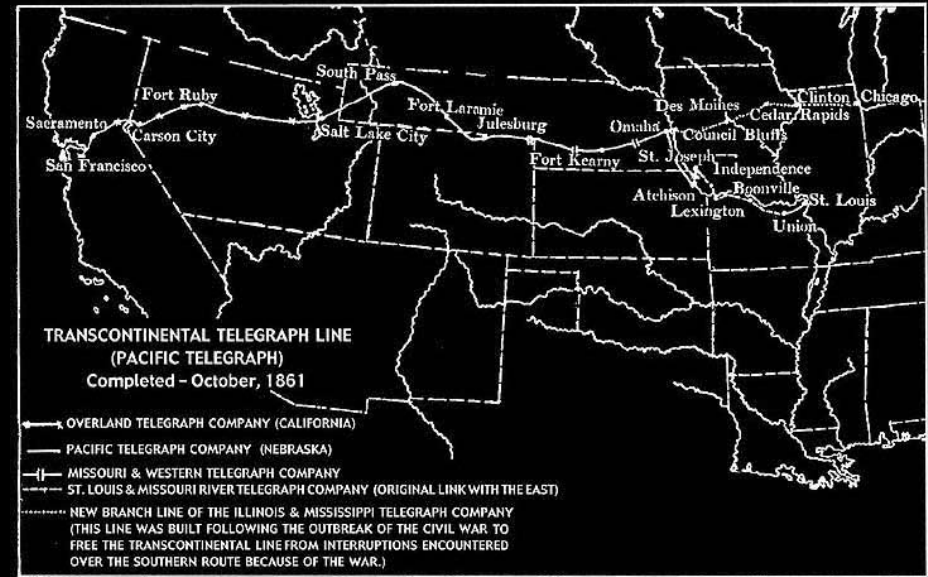 South Pass
Fort Ruby
Fort Laramie
Clinton
Chicago
Des Moines
Cedar Rapids
Sacramento
Carson City
Salt Lake City
Julesburg
Omaha
Council Bluffs
San Francisco
Fort Kearny
St. Joseph
Independence
Atchison
Boonville
St. Louis
Lexington
Union
TRANSCONTINENTAL TELEGRAPH LINE
(PACIFIC TELEGRAPH)
Completed – October, 1861
OVERLAND TELEGRAPH COMPANY (CALIFORNIA)
PACIFIC TELEGRAPH COMPANY (NEBRASKA)
MISSOURI & WESTERN TELEGRAPH COMPANY
ST. LOUIS & MISSOURI RIVER TELEGRAPH COMPANY (ORIGINAL LINK WITH THE EAST)
NEW BRANCH LINE OF THE ILLINOIS & MISSISSIPPI TELEGRAPH COMPANY
(THIS LINE WAS BUILT FOLLOWING THE OUTBREAK OF THE CIVIL WAR TO
FREE THE TRANSCONTINENTAL LINE FROM INTERRUPTIONS ENCOUNTERED
OVER THE SOUTHERN ROUTE BECAUSE OF THE WAR.)